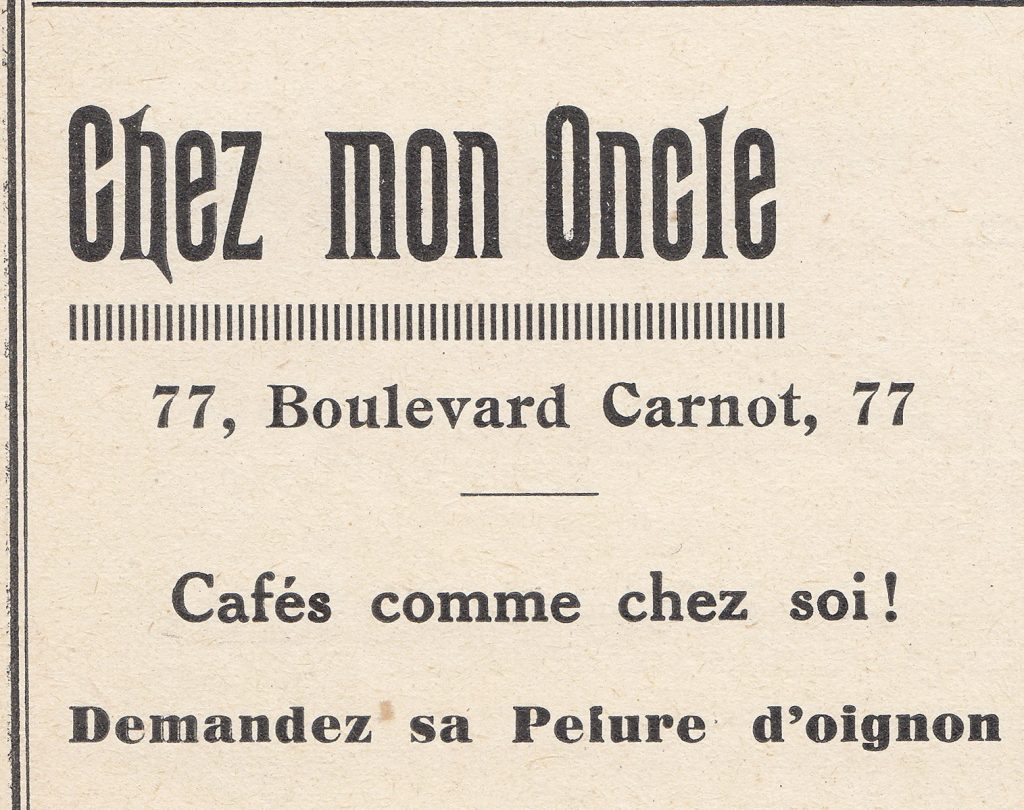 Chez mon Oncle
77, Boulevard Carnot, 77
Cafés comme chez soi !
Demandez sa Pelure d'oignon